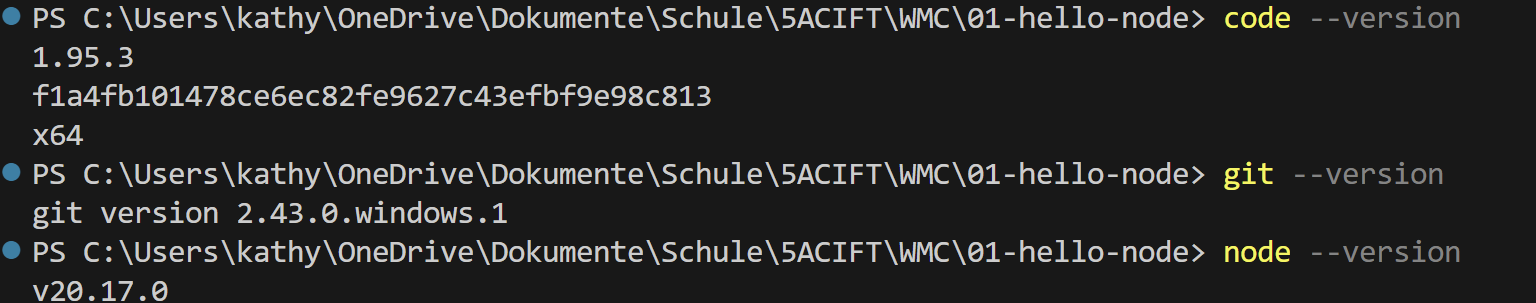 PS C:\Users\kathy\OneDrive\Dokumente\Schule\5ACIFT\WMC\01-hello-node> code --version
1.95.3
f1a4fb101478ce6ec82fe9627c43efbf9e98c813
x64
PS C:\Users\kathy\OneDrive\Dokumente\Schule\5ACIFT\WMC\01-hello-node> git --version
git version 2.43.0.windows.1
PS C:\Users\kathy\OneDrive\Dokumente\Schule\5ACIFT\WMC\01-hello-node> node --version
v20.17.0